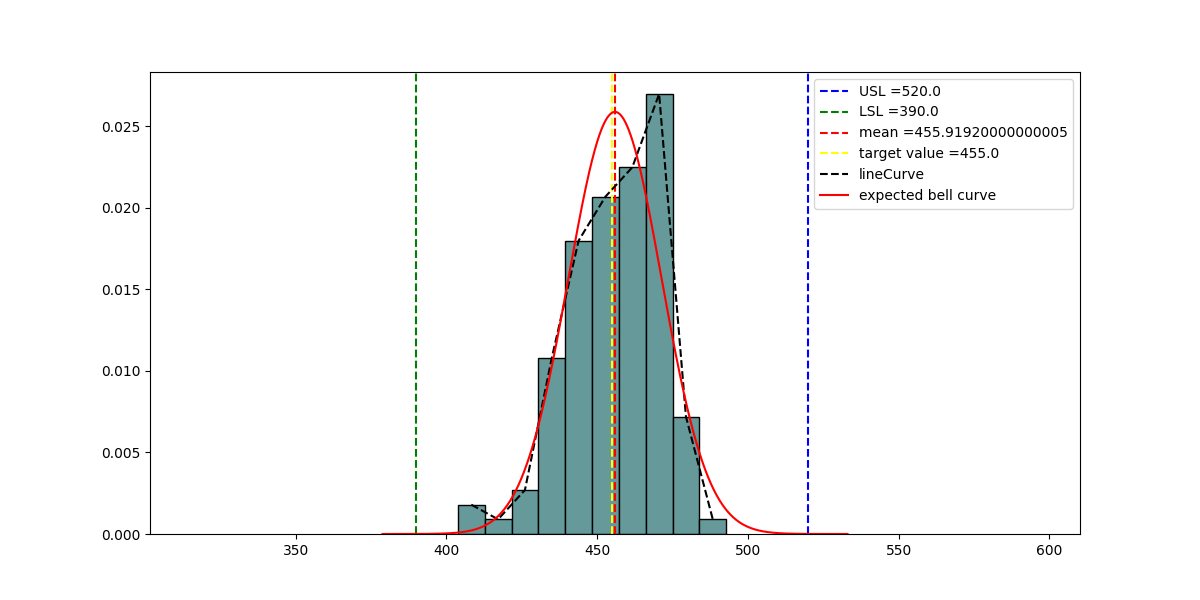 USL =520.0
LSL =390.0
mean =455.91920000000005
target value =455.0
lineCurve
expected bell curve
0.025
0.020
0.015
0.010
0.005
0.000
350 400 450 500 550 600